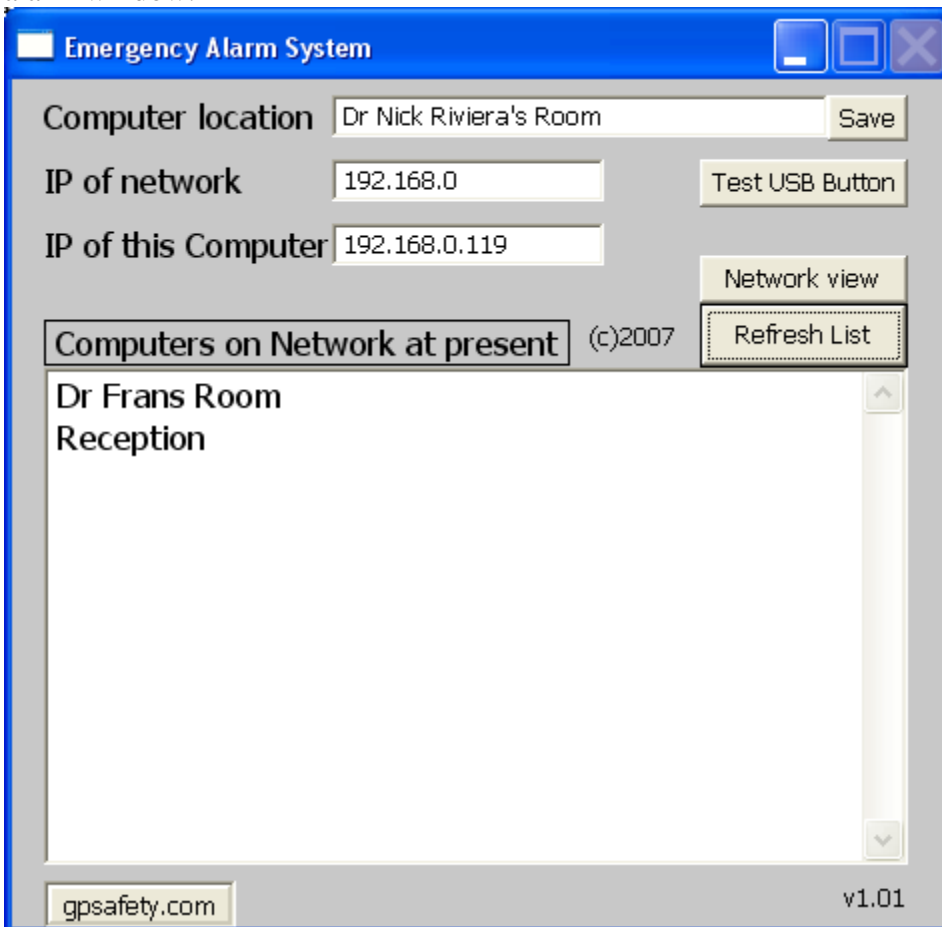 Emergency Alarm System
Computer location Dr Nick Riviera's Room Save
IP of network 192.168.0 Test USB Button
IP of this Computer 192.168.0.119
Network view
Computers on Network at present (c)2007 Refresh List
Dr Frans Room
Reception
gpsafety.com v1.01